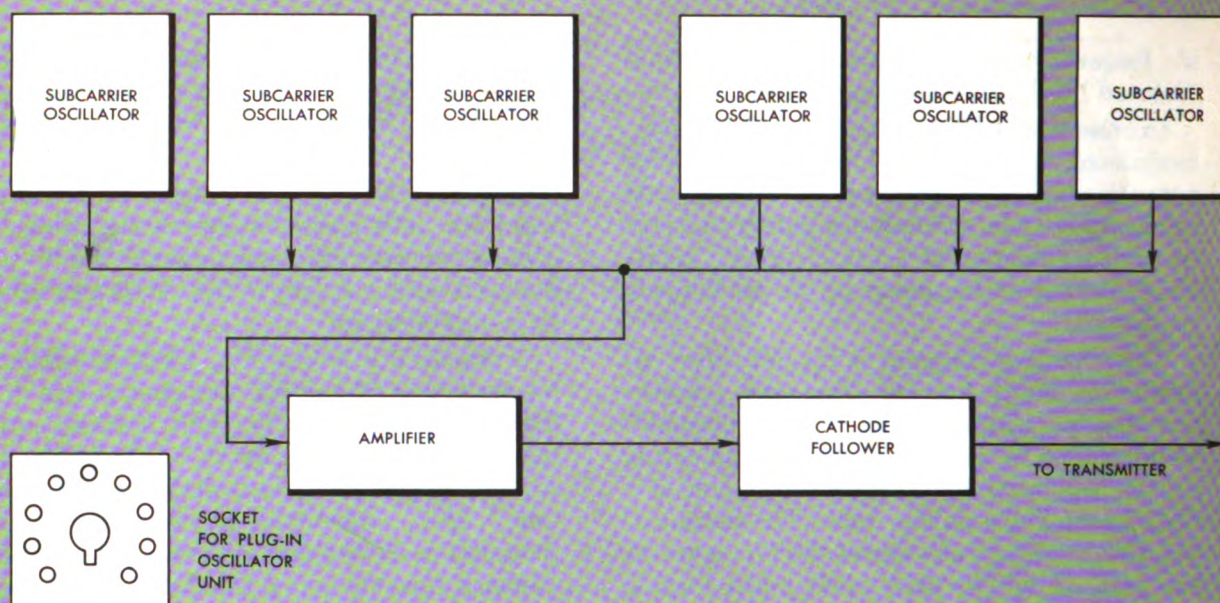 SUBCARRIER
OSCILLATOR
SUBCARRIER
OSCILLATOR
SUBCARRIER
OSCILLATOR
SUBCARRIER
OSCILLATOR
SUBCARRIER
OSCILLATOR
SUBCARRIER
OSCILLATOR
AMPLIFIER
CATHODE
FOLLOWER
TO TRANSMITTER
SOCKET
FOR PLUG-IN
OSCILLATOR
UNIT